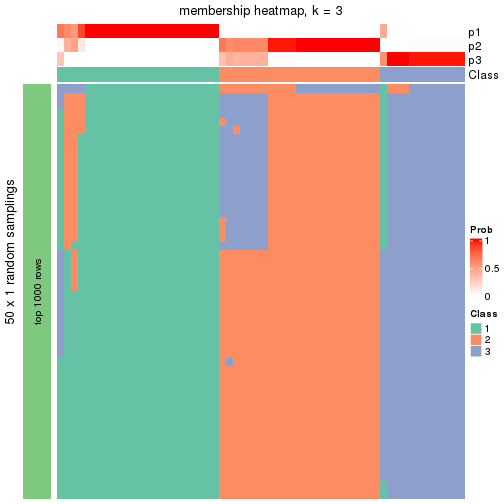 membership heatmap, k = 3
p1
p2
p3
Class
50 x 1 random samplings
top 1000 rows
Prob
1
0.5
0
Class
1
2
3